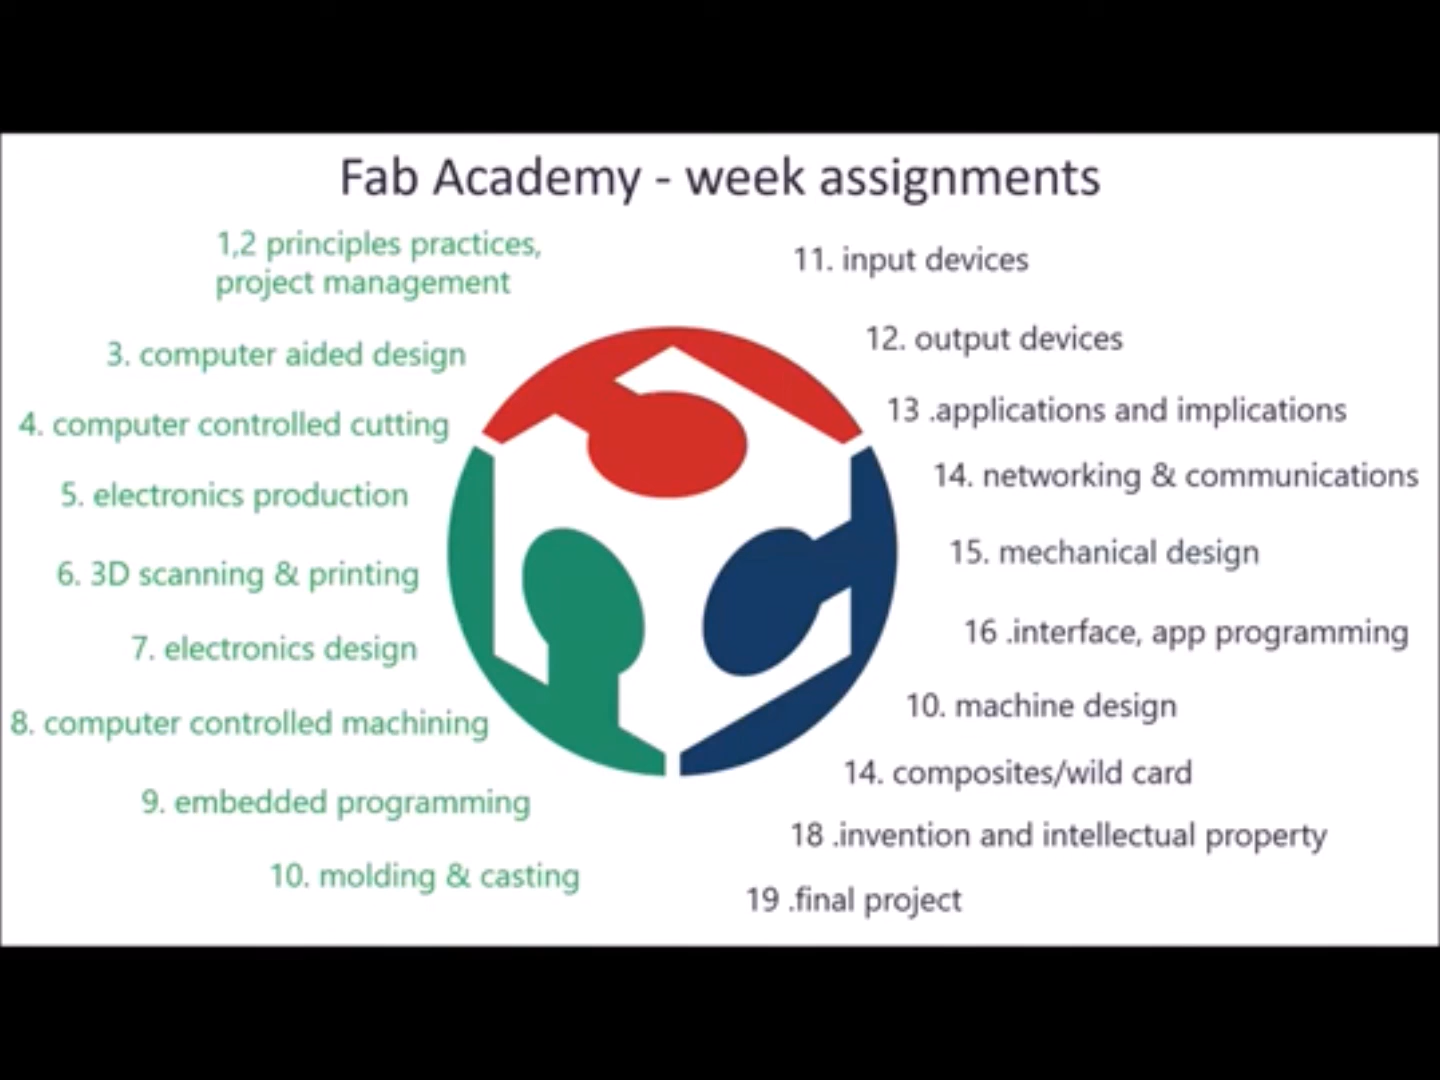 Fab Academy - week assignments
1,2 principles practices,
project management
3. computer aided design
4. computer controlled cutting
5. electronics production
6. 3D scanning & printing
7. electronics design
8. computer controlled machining
9. embedded programming
10. molding & casting
11. input devices
12. output devices
13 .applications and implications
14. networking & communications
15. mechanical design
16 .interface, app programming
10. machine design
14. composites/wild card
18 .invention and intellectual property
19 .final project